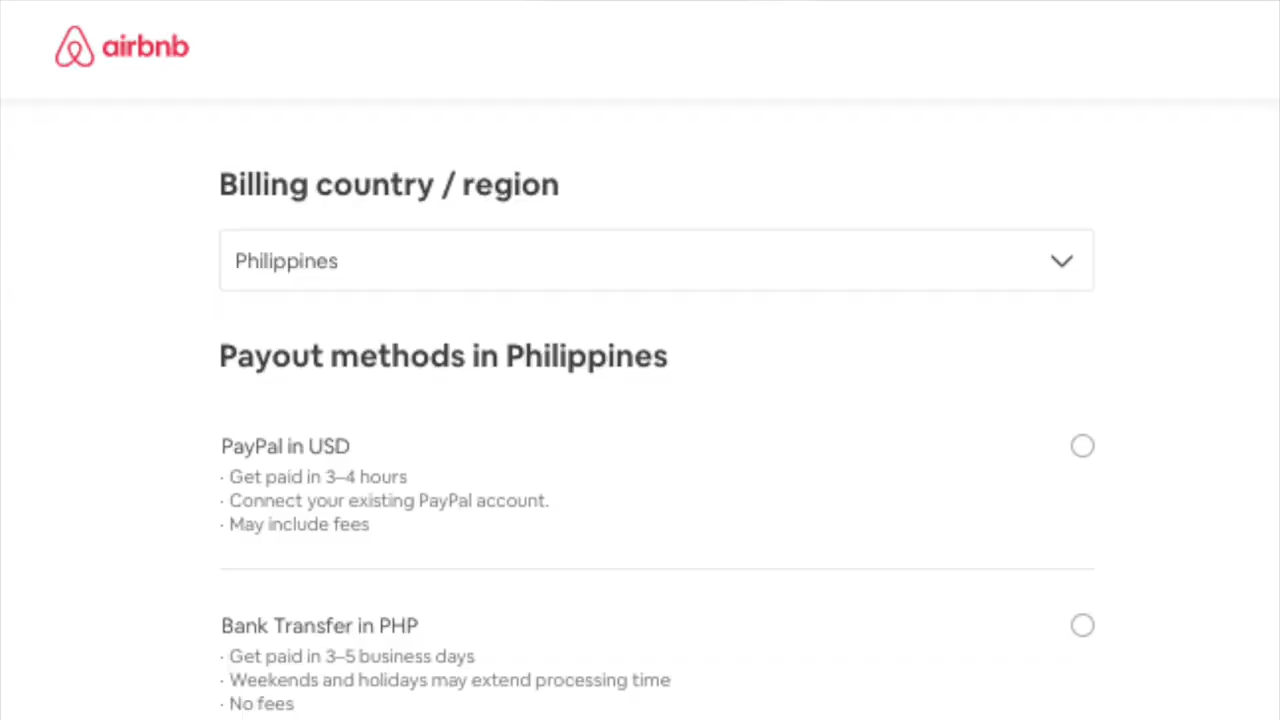 airbnb
Billing country / region
Philippines
Payout methods in Philippines
PayPal in USD
· Get paid in 3–4 hours
· Connect your existing PayPal account.
· May include fees
Bank Transfer in PHP
· Get paid in 3–5 business days
· Weekends and holidays may extend processing time
· No fees